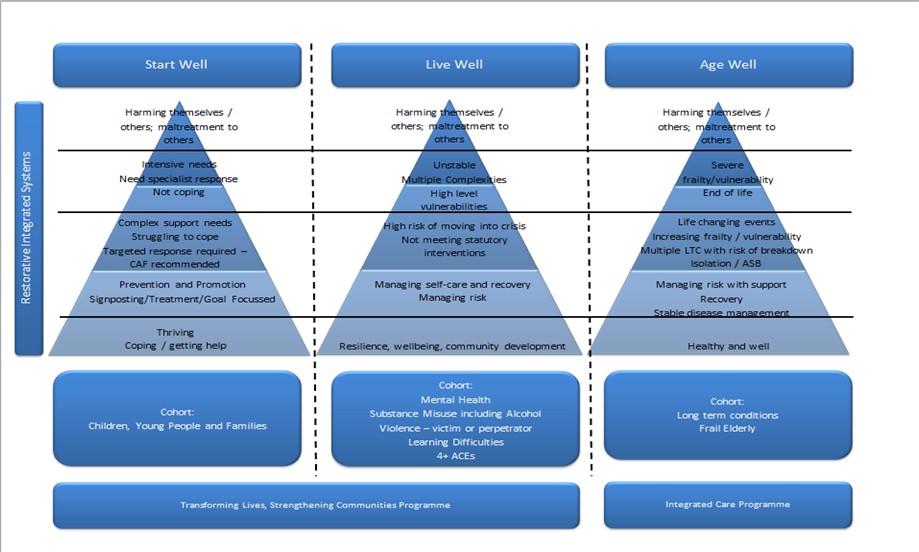 Start Well
Live Well
Age Well
Restorative Integrated Systems
Harming themselves /
others; maltreatment to
others
Intensive needs
Need specialist response
Not coping
Complex support needs
Struggling to cope
Targeted response required –
CAF recommended
Prevention and Promotion
Signposting/Treatment/Goal Focussed
Thriving
Coping / getting help
Harming themselves /
others; maltreatment to
others
Unstable
Multiple Complexities
High level
vulnerabilities
High risk of moving into crisis
Not meeting statutory
interventions
Managing self-care and recovery
Managing risk
Resilience, wellbeing, community development
Harming themselves /
others; maltreatment to
others
Severe
frailty/vulnerability
End of life
Life changing events
Increasing frailty / vulnerability
Multiple LTC with risk of breakdown
Isolation / ASB
Managing risk with support
Recovery
Stable disease management
Healthy and well
Cohort:
Children, Young People and Families
Cohort:
Mental Health
Substance Misuse including Alcohol
Violence – victim or perpetrator
Learning Difficulties
4+ ACEs
Cohort:
Long term conditions
Frail Elderly
Transforming Lives, Strengthening Communities Programme
Integrated Care Programme